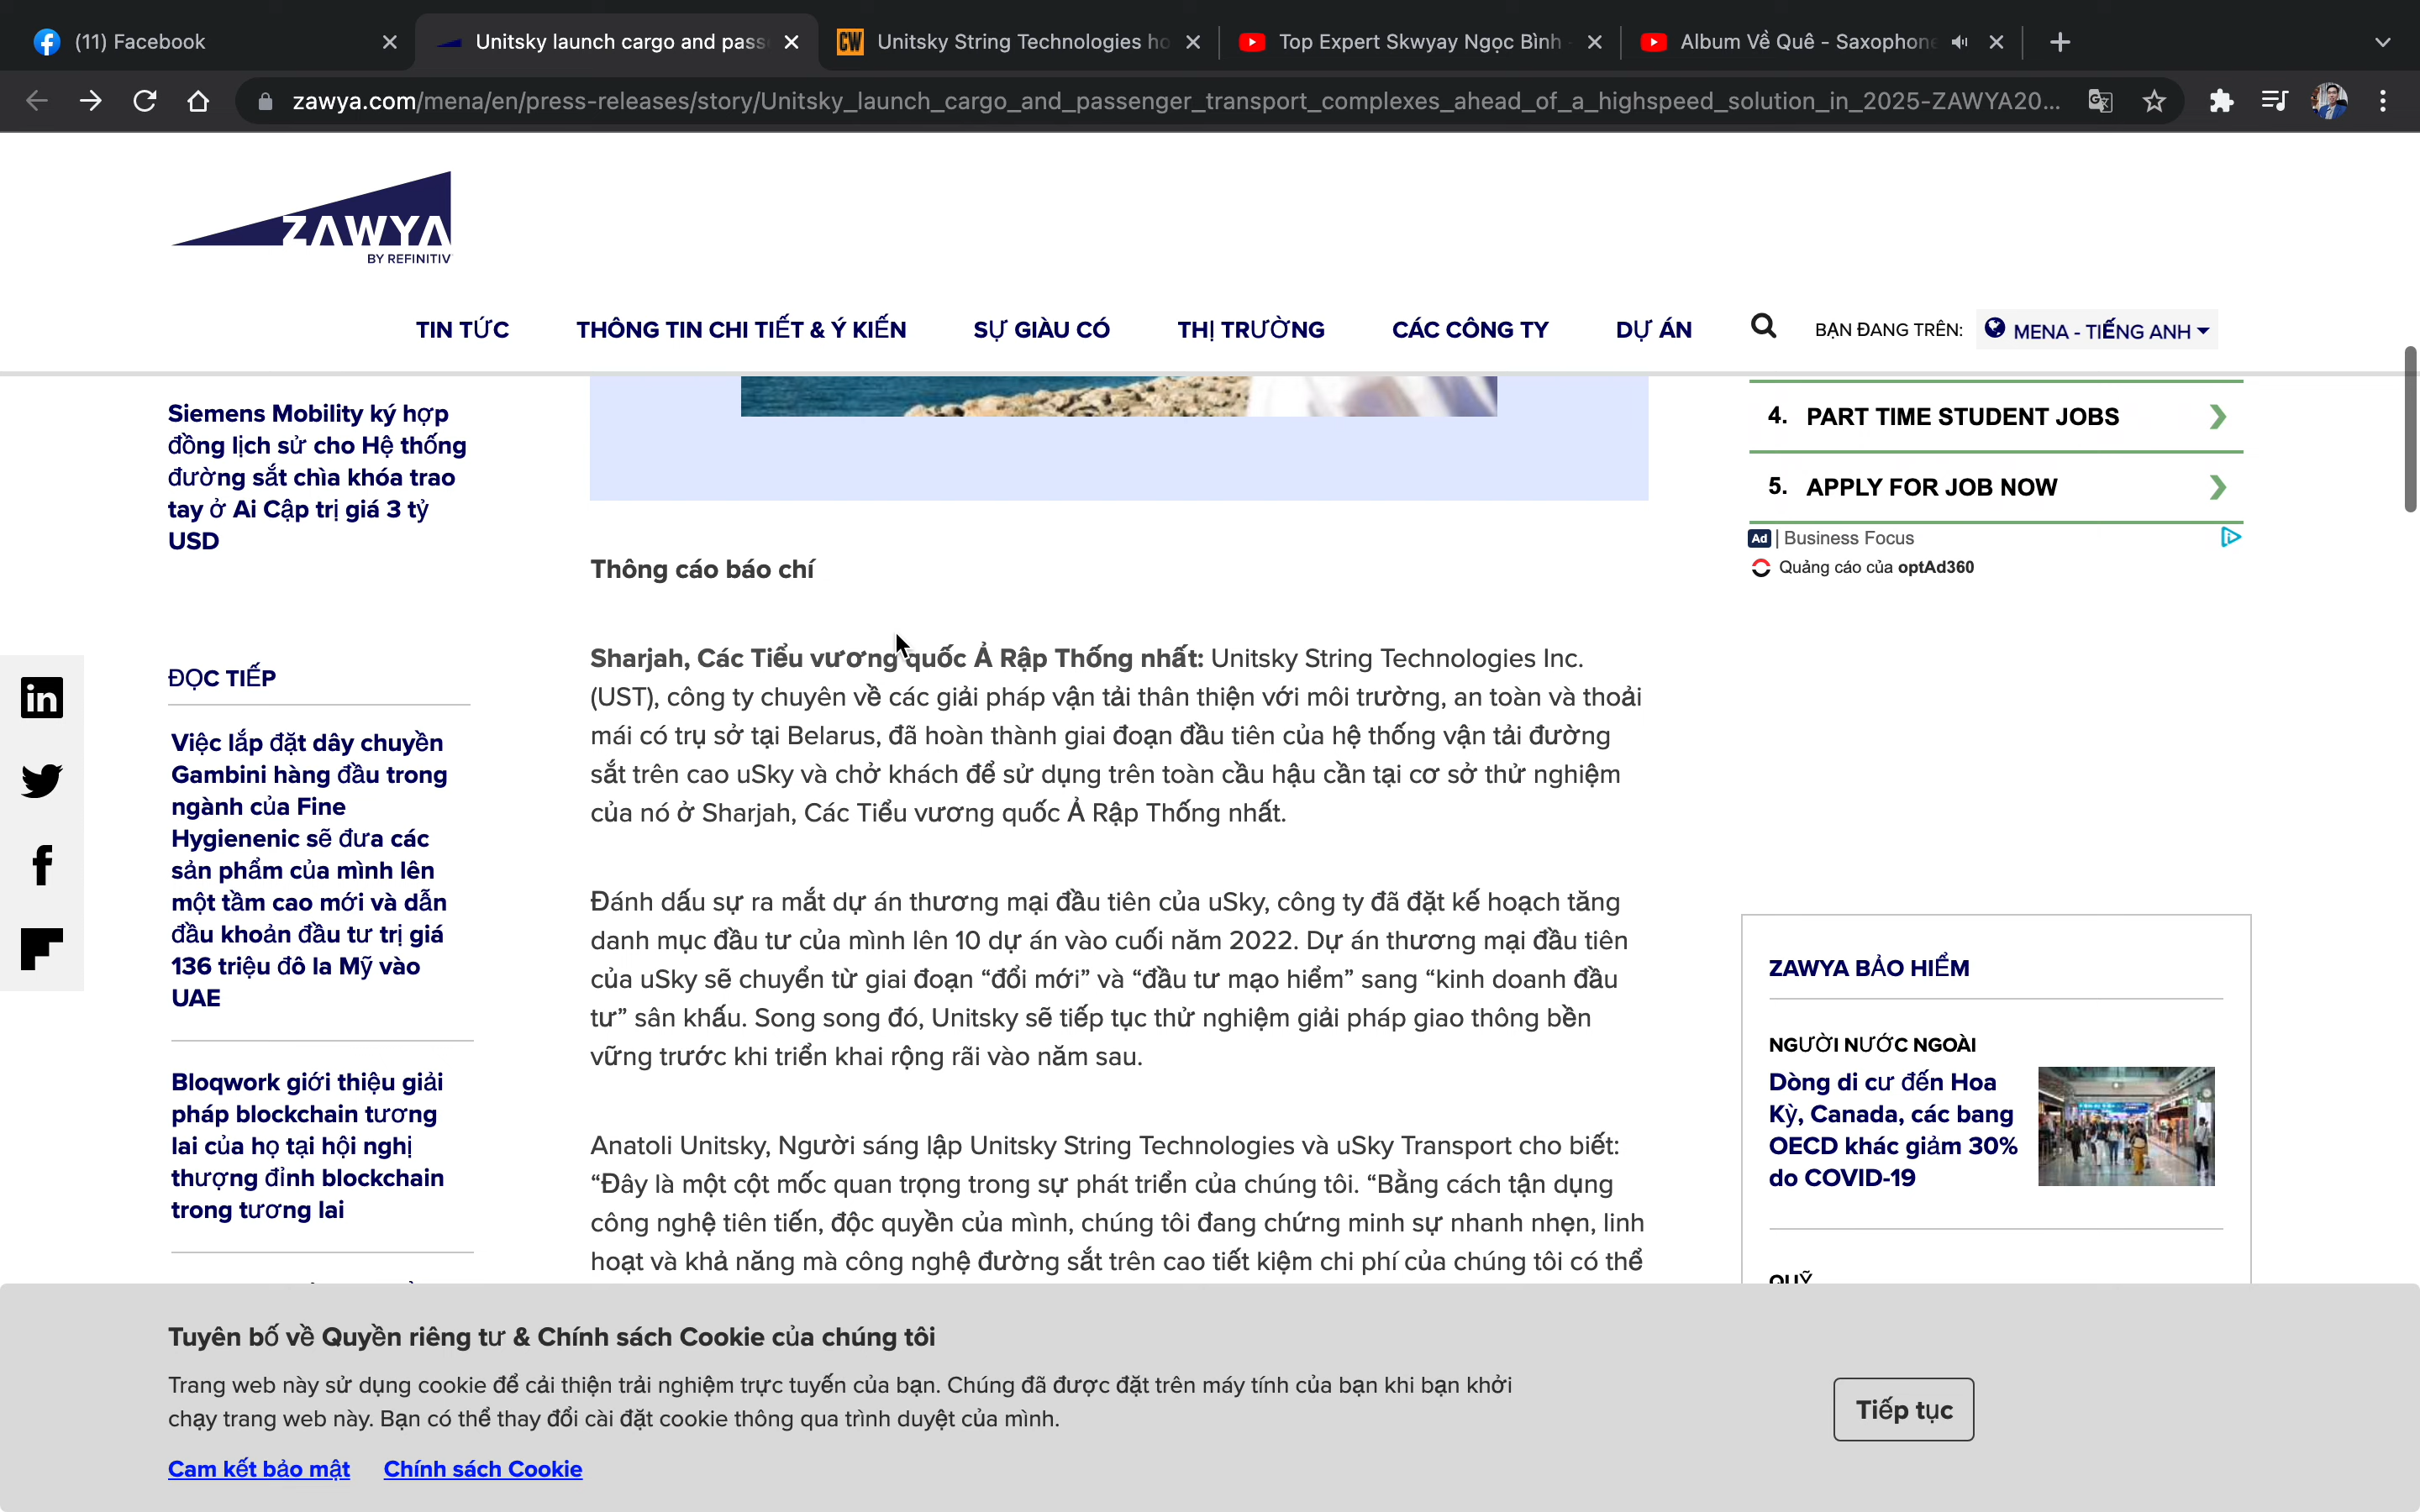 (11) Facebook
Unitsky launch cargo and pass
CW
Unitsky String Technologies ho
Top Expert Skwyay Ngọc Bình
Album Về Quê - Saxophone
zawya.com/mena/en/press-releases/story/Unitsky_launch_cargo_and_passenger_transport_complexes_ahead_of_a_highspeed_solution_in_2025-ZAWYA20...
ZAWYA
BY REFINITIV
TIN TỨC
THÔNG TIN CHI TIẾT & Ý KIẾN
SỰ GIÀU CÓ
THỊ TRƯỜNG
CÁC CÔNG TY
DỰ ÁN
BẠN ĐANG TRÊN:
MENA - TIẾNG ANH
Siemens Mobility ký hợp
đồng lịch sử cho Hệ thống
đường sắt chìa khóa trao
tay ở Ai Cập trị giá 3 tỷ
USD
ĐỌC TIẾP
Việc lắp đặt dây chuyền
Gambini hàng đầu trong
ngành của Fine
Hygienenic sẽ đưa các
sản phẩm của mình lên
một tầm cao mới và dẫn
đầu khoản đầu tư trị giá
136 triệu đô la Mỹ vào
UAE
Bloqwork giới thiệu giải
pháp blockchain tương
lai của họ tại hội nghị
thượng đỉnh blockchain
trong tương lai
Thông cáo báo chí
Sharjah, Các Tiểu vương quốc Ả Rập Thống nhất: Unitsky String Technologies Inc.
(UST), công ty chuyên về các giải pháp vận tải thân thiện với môi trường, an toàn và thoải
mái có trụ sở tại Belarus, đã hoàn thành giai đoạn đầu tiên của hệ thống vận tải đường
sắt trên cao uSky và chở khách để sử dụng trên toàn cầu hậu cần tại cơ sở thử nghiệm
của nó ở Sharjah, Các Tiểu vương quốc Ả Rập Thống nhất.
Đánh dấu sự ra mắt dự án thương mại đầu tiên của uSky, công ty đã đặt kế hoạch tăng
danh mục đầu tư của mình lên 10 dự án vào cuối năm 2022. Dự án thương mại đầu tiên
của uSky sẽ chuyển từ giai đoạn “đổi mới” và “đầu tư mạo hiểm” sang “kinh doanh đầu
tư” sân khấu. Song song đó, Unitsky sẽ tiếp tục thử nghiệm giải pháp giao thông bền
vững trước khi triển khai rộng rãi vào năm sau.
Anatoli Unitsky, Người sáng lập Unitsky String Technologies và uSky Transport cho biết:
“Đây là một cột mốc quan trọng trong sự phát triển của chúng tôi. “Bằng cách tận dụng
công nghệ tiên tiến, độc quyền của mình, chúng tôi đang chứng minh sự nhanh nhẹn, linh
hoạt và khả năng mà công nghệ đường sắt trên cao tiết kiệm chi phí của chúng tôi có thể
4. PART TIME STUDENT JOBS
5. APPLY FOR JOB NOW
Ad | Business Focus
Quảng cáo của optAd360
ZAWYA BẢO HIỂM
NGƯỜI NƯỚC NGOÀI
Dòng di cư đến Hoa
Kỳ, Canada, các bang
OECD khác giảm 30%
do COVID-19
QUỸ
Tuyên bố về Quyền riêng tư & Chính sách Cookie của chúng tôi
Trang web này sử dụng cookie để cải thiện trải nghiệm trực tuyến của bạn. Chúng đã được đặt trên máy tính của bạn khi bạn khởi
chạy trang web này. Bạn có thể thay đổi cài đặt cookie thông qua trình duyệt của mình.
Cam kết bảo mật
Chính sách Cookie
Tiếp tục